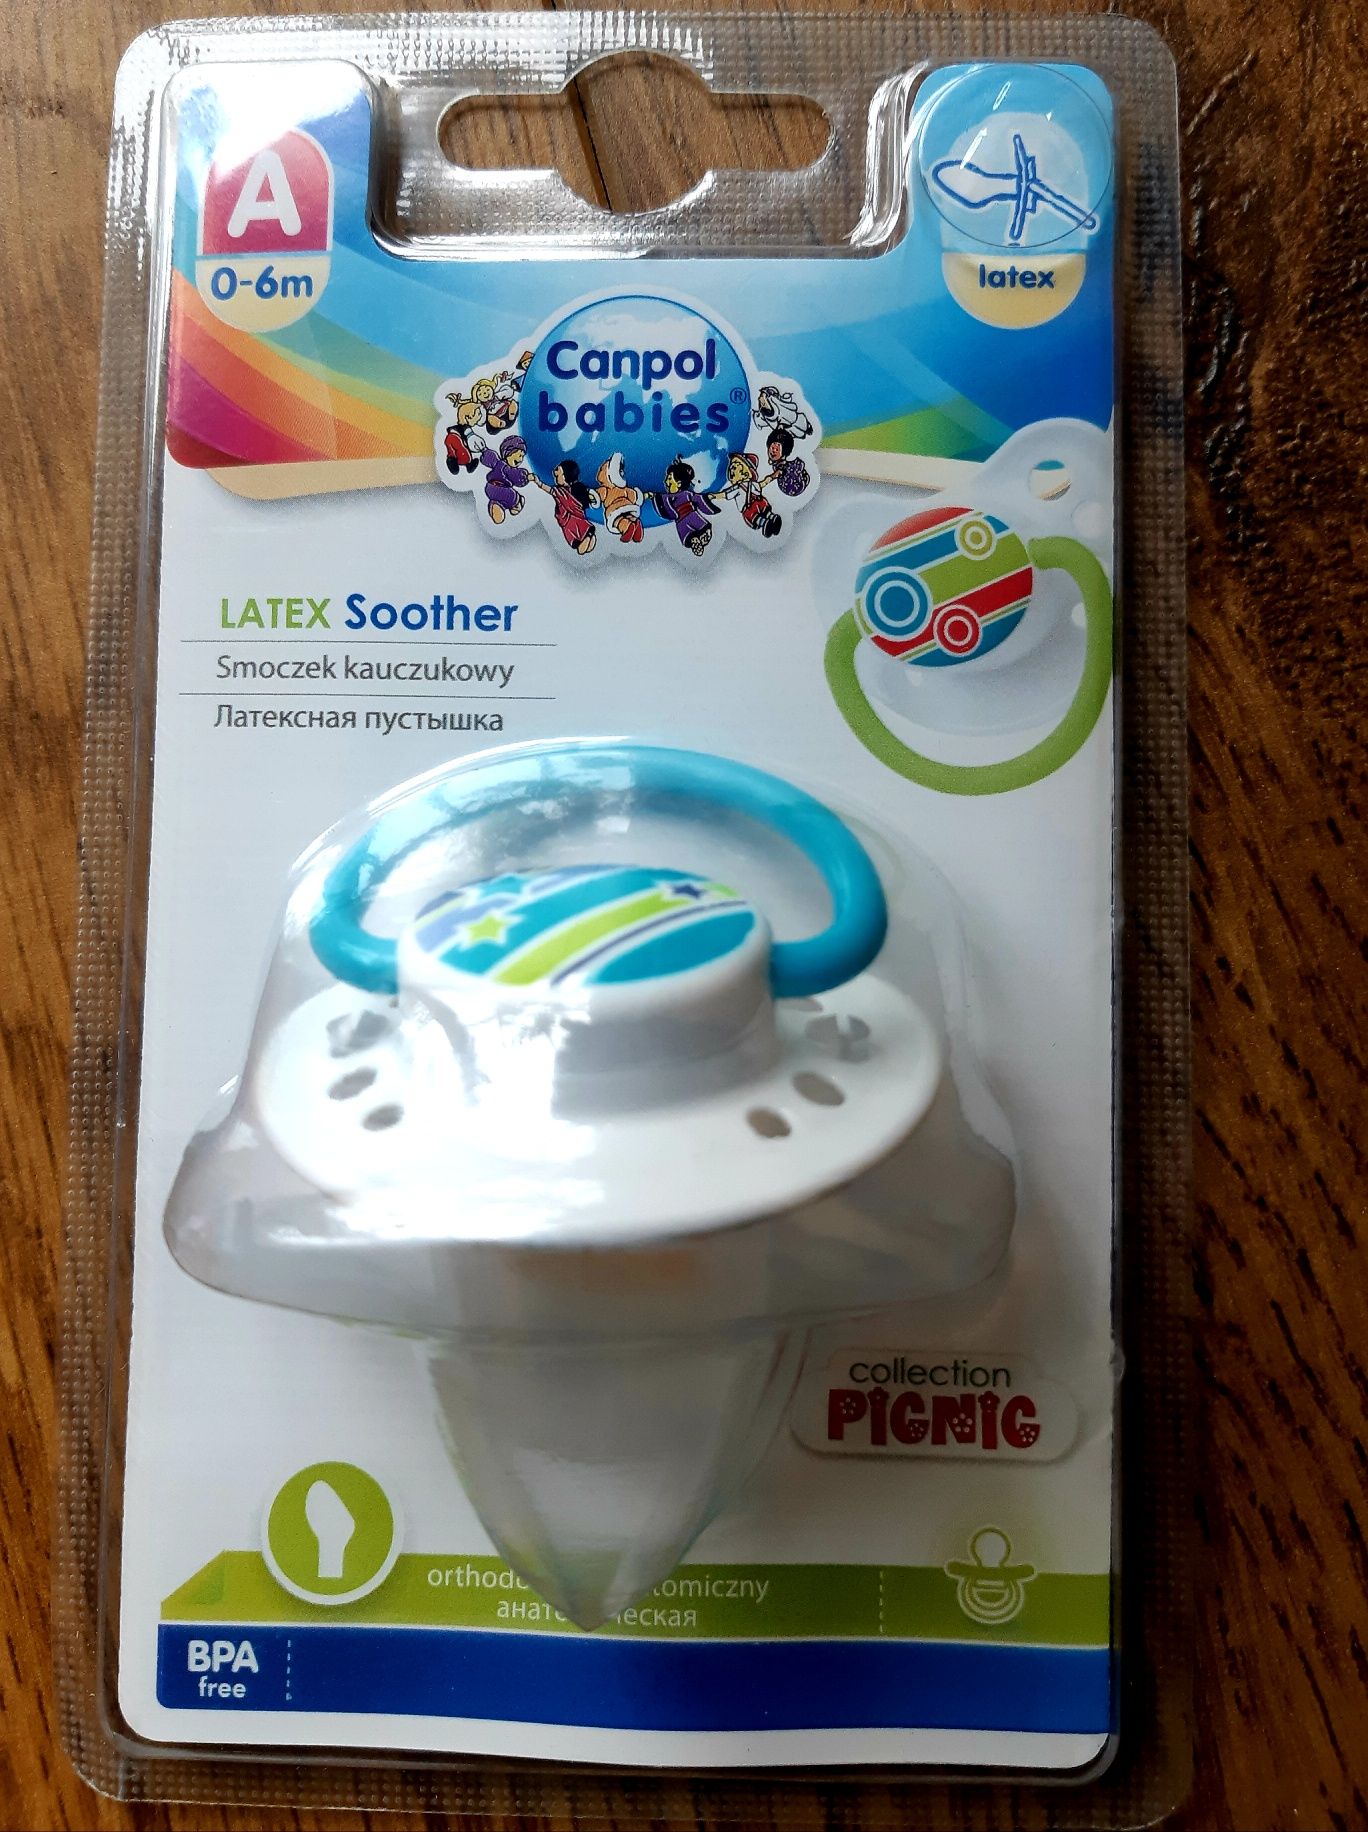 A
0-6m
latex
Canpol
babies®
LATEX Soother
Smoczek kauczukowy
Латексная пустышка
collection
PICNIC
BPA
free